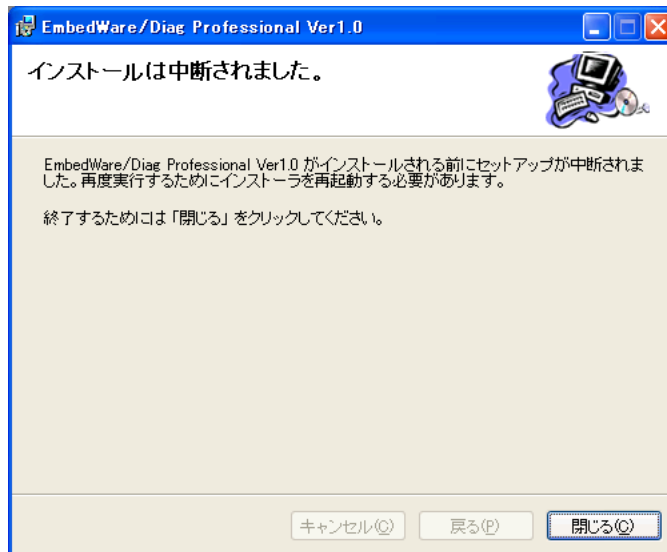 EmbedWare/Diag Professional Ver1.0
インストールは中断されました。
EmbedWare/Diag Professional Ver1.0 がインストールされる前にセットアップが中断されま
した。再度実行するためにインストーラを再起動する必要があります。
終了するためには「閉じる」をクリックしてください。
キャンセル(C) 戻る(P) 閉じる(C)